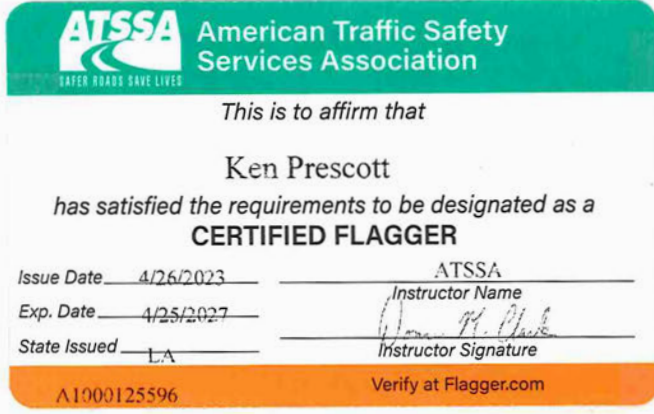 ATSSA
SAFER ROADS SAVE LIVES
American Traffic Safety
Services Association
This is to affirm that
Ken Prescott
has satisfied the requirements to be designated as a
CERTIFIED FLAGGER
Issue Date 4/26/2023
ATSSA
Instructor Name
Exp. Date 4/25/2027
State Issued LA
Instructor Signature
A1000125596
Verify at Flagger.com